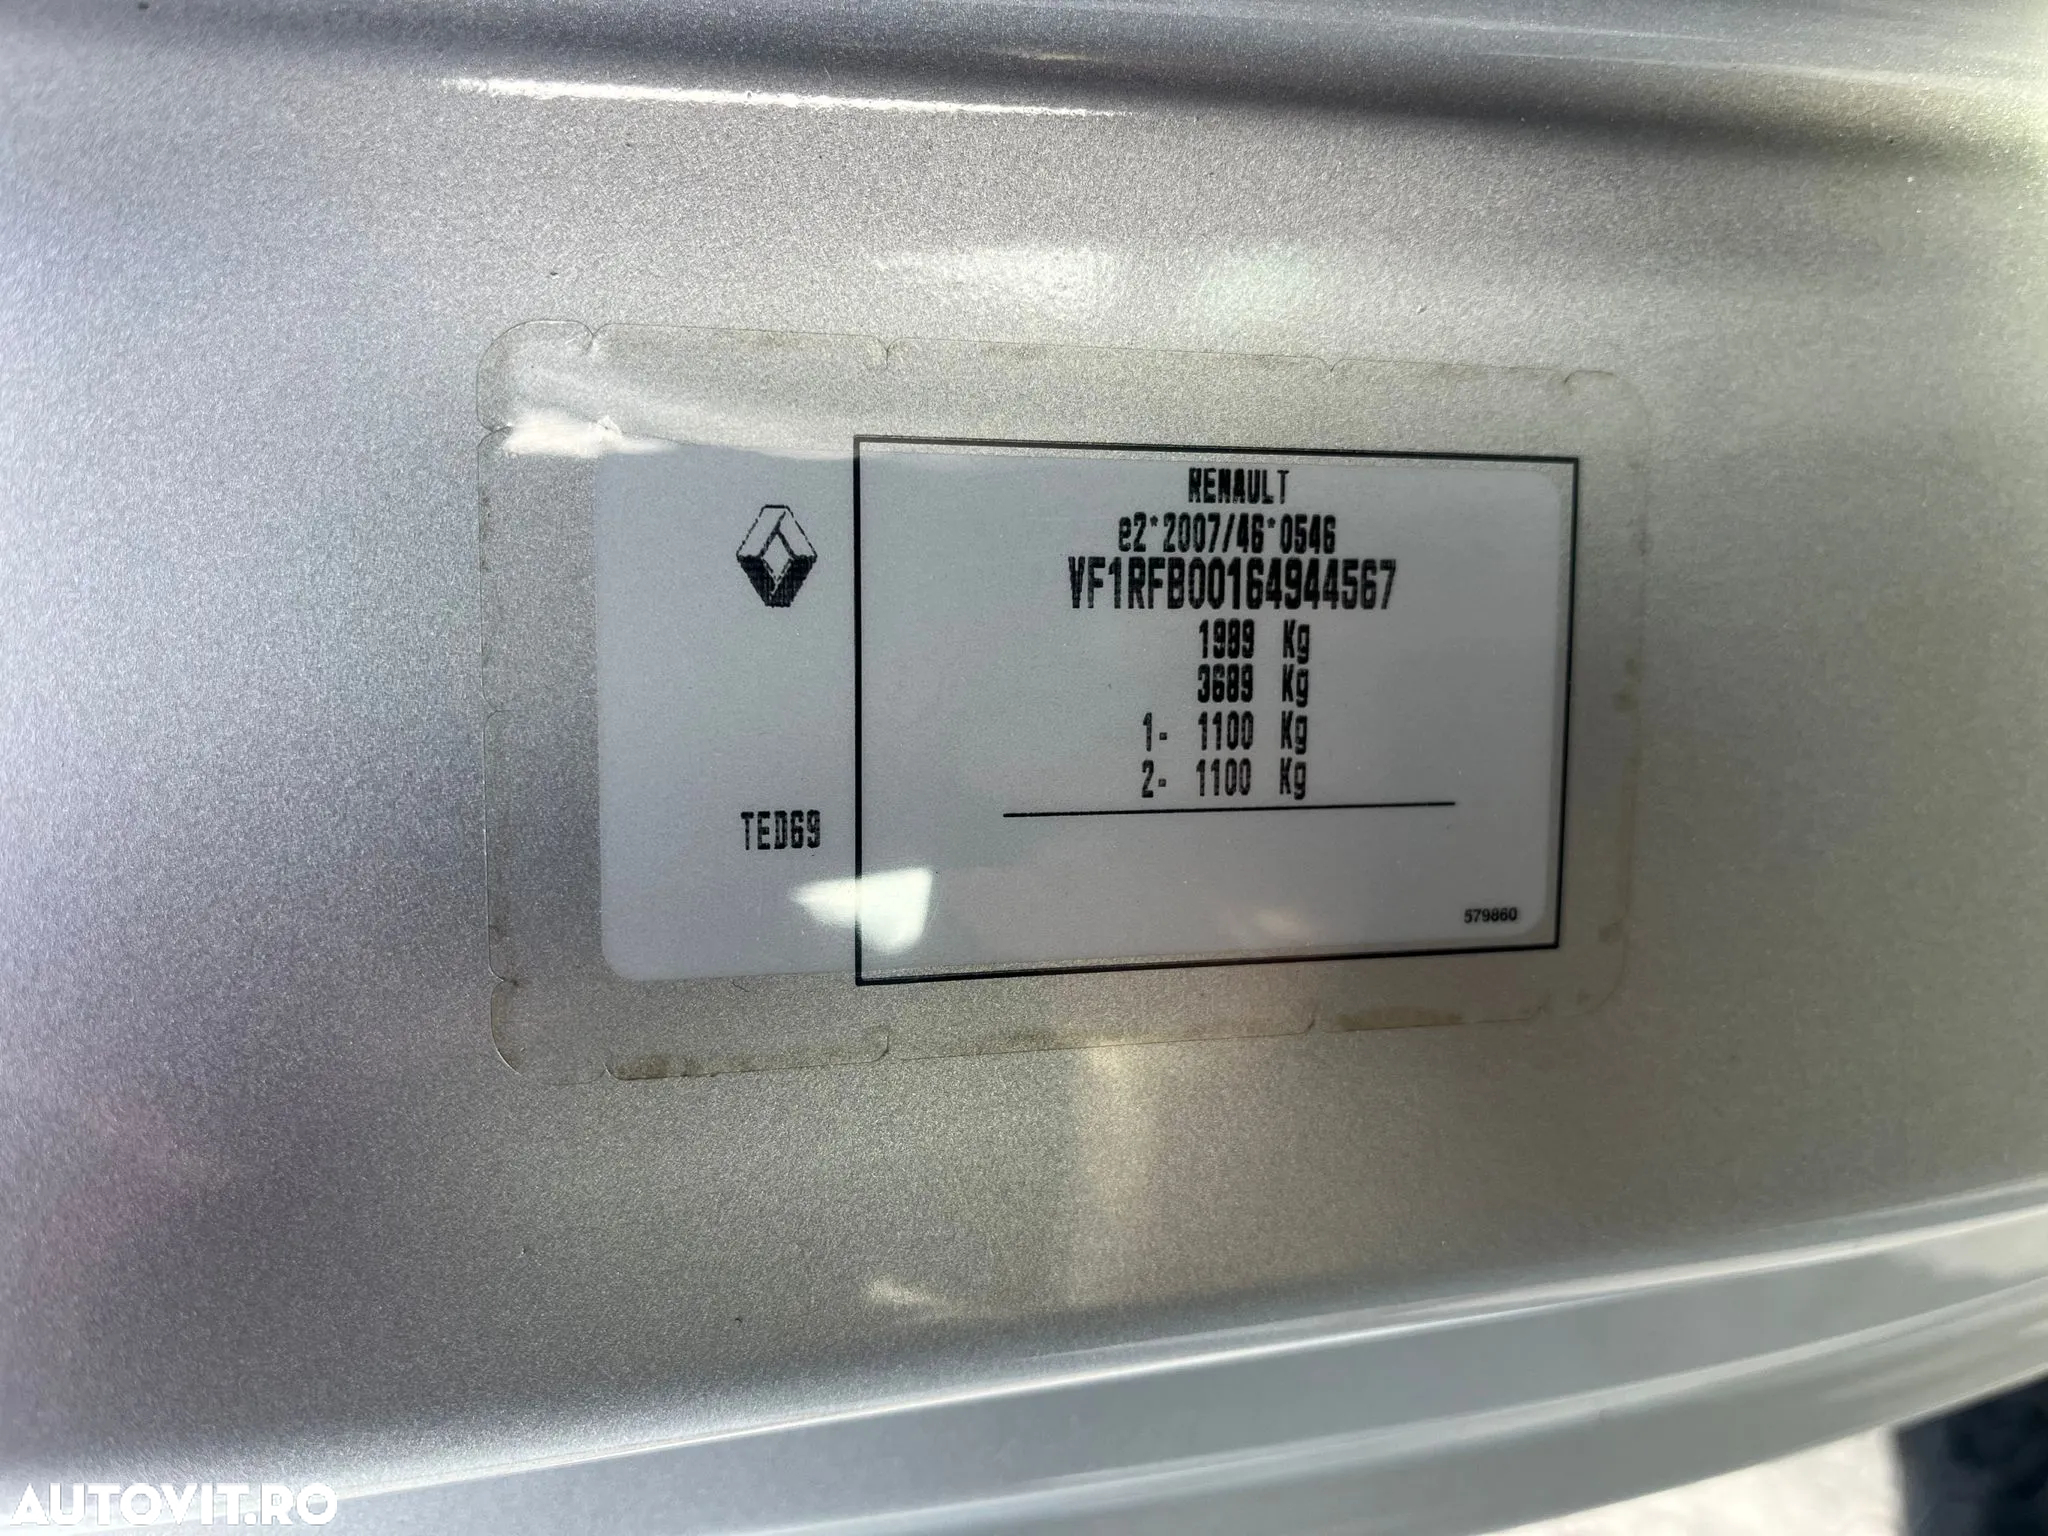 RENAULT
e2*2007/46*0546
VF1RFB00164944567
1989 Kg
3689 Kg
1- 1100 Kg
2- 1100 Kg
TED69
579860
AUTOVIT.RO